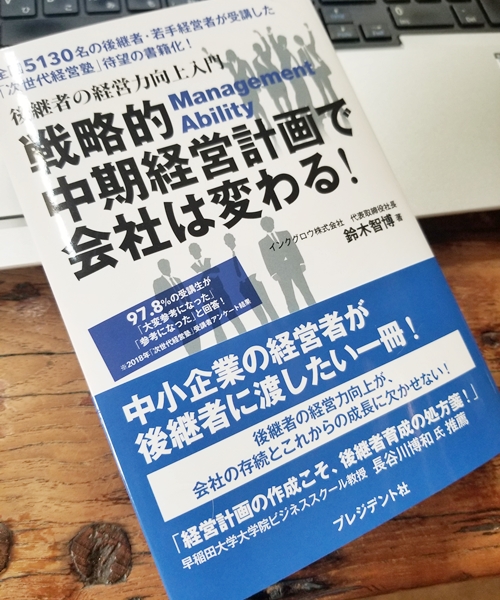 5130名の後継者・若手経営者が受講した
「次世代経営塾」待望の書籍化！
後継者の経営力向上入門
戦略的 Management Ability
中期経営計画で
会社は変わる！
インクグロウ株式会社 代表取締役社長
鈴木智博 著
97.8%の受講生が
「大変参考になった」
「参考になった」と回答！
※2018年「次世代経営塾」受講者アンケート結果
中小企業の経営者が
後継者に渡したい一冊！
後継者の経営力向上が、
会社の存続とこれからの成長に欠かせない！
「経営計画の作成こそ、後継者育成の処方箋！」
早稲田大学大学院ビジネススクール教授 長谷川博和氏 推薦
プレジデント社